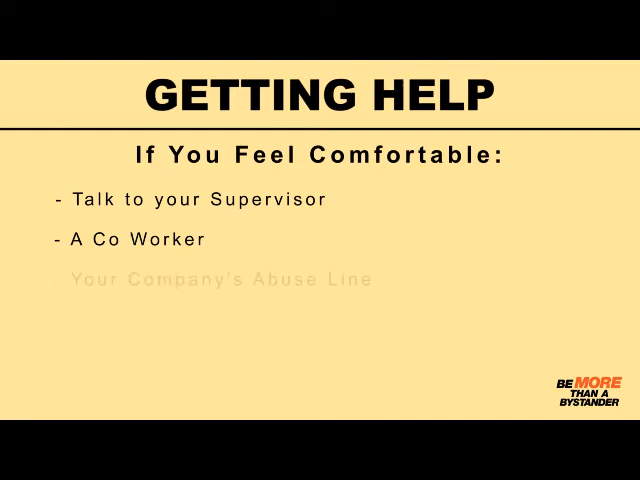 GETTING HELP
If You Feel Comfortable:
- Talk to your Supervisor
- A Co Worker
- Your Company's Abuse Line
BE MORE
THAN A
BYSTANDER